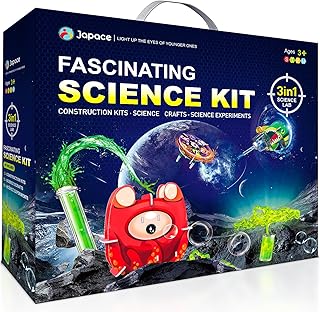 Japace | LIGHT UP THE EYES OF YOUNGER ONES
Ages 3+
FASCINATING
SCIENCE KIT
CONSTRUCTION KITS · SCIENCE CRAFTS · SCIENCE EXPERIMENTS
3in1
SCIENCE
LAB
3in1
FASCINATING
SCIENCE KIT